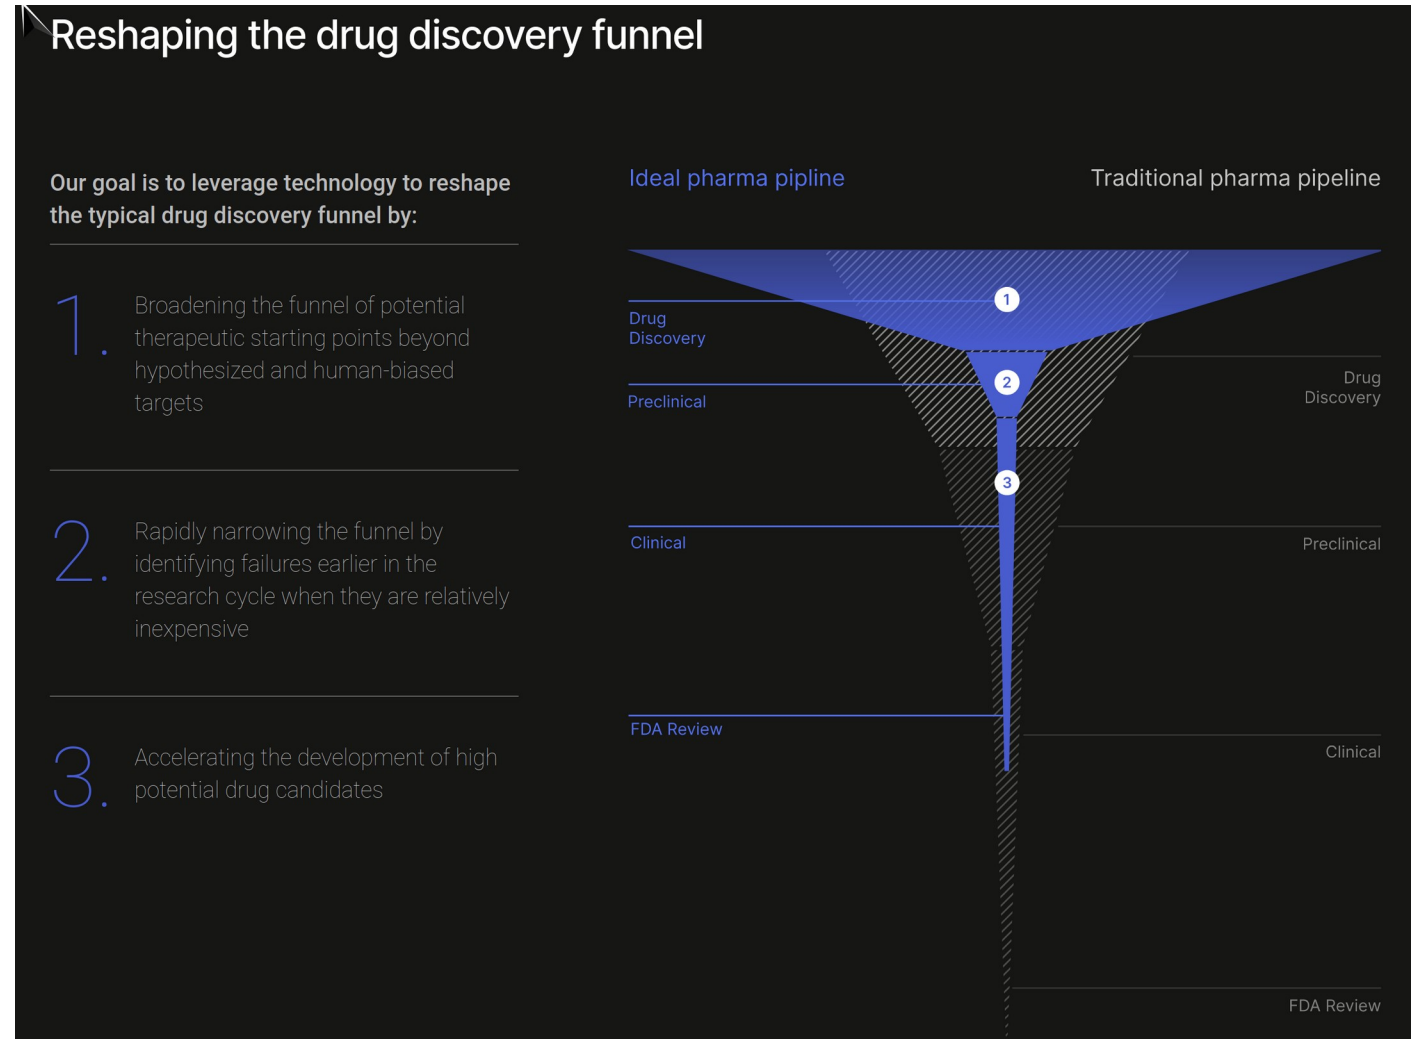 Reshaping the drug discovery funnel
Our goal is to leverage technology to reshape
the typical drug discovery funnel by:
1.
Broadening the funnel of potential
therapeutic starting points beyond
hypothesized and human-biased
targets
2.
Rapidly narrowing the funnel by
identifying failures earlier in the
research cycle when they are relatively
inexpensive
3.
Accelerating the development of high
potential drug candidates
Ideal pharma pipline
Traditional pharma pipeline
1
Drug
Discovery
2
Preclinical
3
Clinical
FDA Review
Drug
Discovery
Preclinical
Clinical
FDA Review